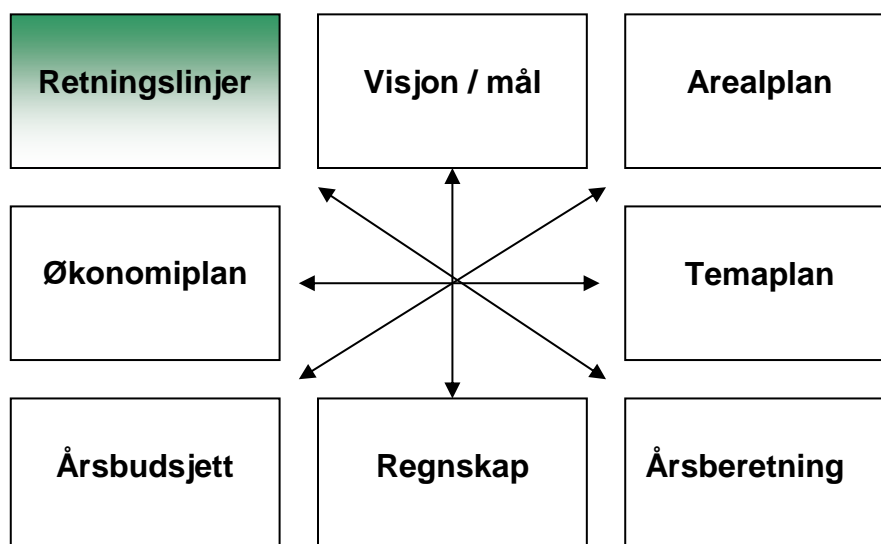 Retningslinjer
Visjon / mål
Arealplan
Økonomiplan
Temaplan
Årsbudsjett
Regnskap
Årsberetning